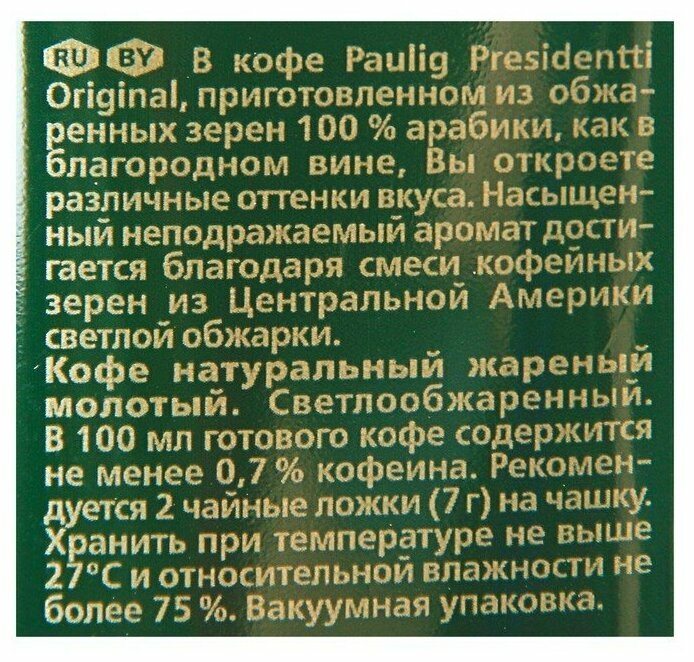 RU BY В кофе Paulig Presidentti
Original, приготовленном из обжа-
ренных зерен 100 % арабики, как в
благородном вине, Вы откроете
различные оттенки вкуса. Насыщен-
ный неподражаемый аромат дости-
гается благодаря смеси кофейных
зерен из Центральной Америки
светлой обжарки.
Кофе натуральный жареный
молотый. Светлообжаренный.
В 100 мл готового кофе содержится
не менее 0,7 % кофеина. Рекомен-
дуется 2 чайные ложки (7 г) на чашку.
Хранить при температуре не выше
27°C и относительной влажности не
более 75 %. Вакуумная упаковка.